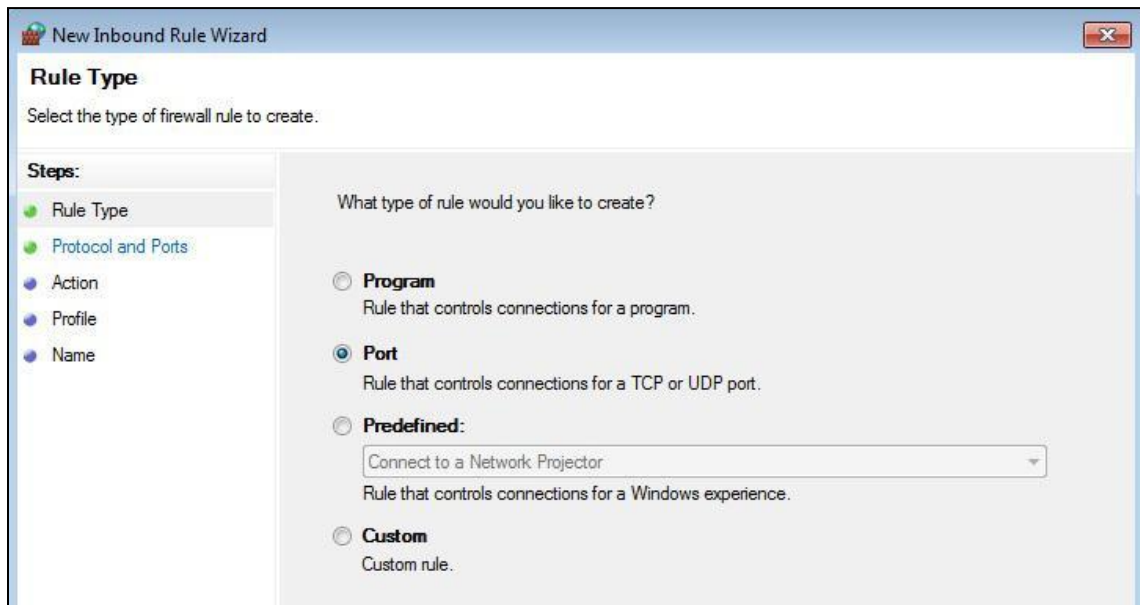 New Inbound Rule Wizard
Rule Type
Select the type of firewall rule to create.
Steps:
Rule Type
Protocol and Ports
Action
Profile
Name
What type of rule would you like to create?
Program
Rule that controls connections for a program.
Port
Rule that controls connections for a TCP or UDP port.
Predefined:
Connect to a Network Projector
Rule that controls connections for a Windows experience.
Custom
Custom rule.